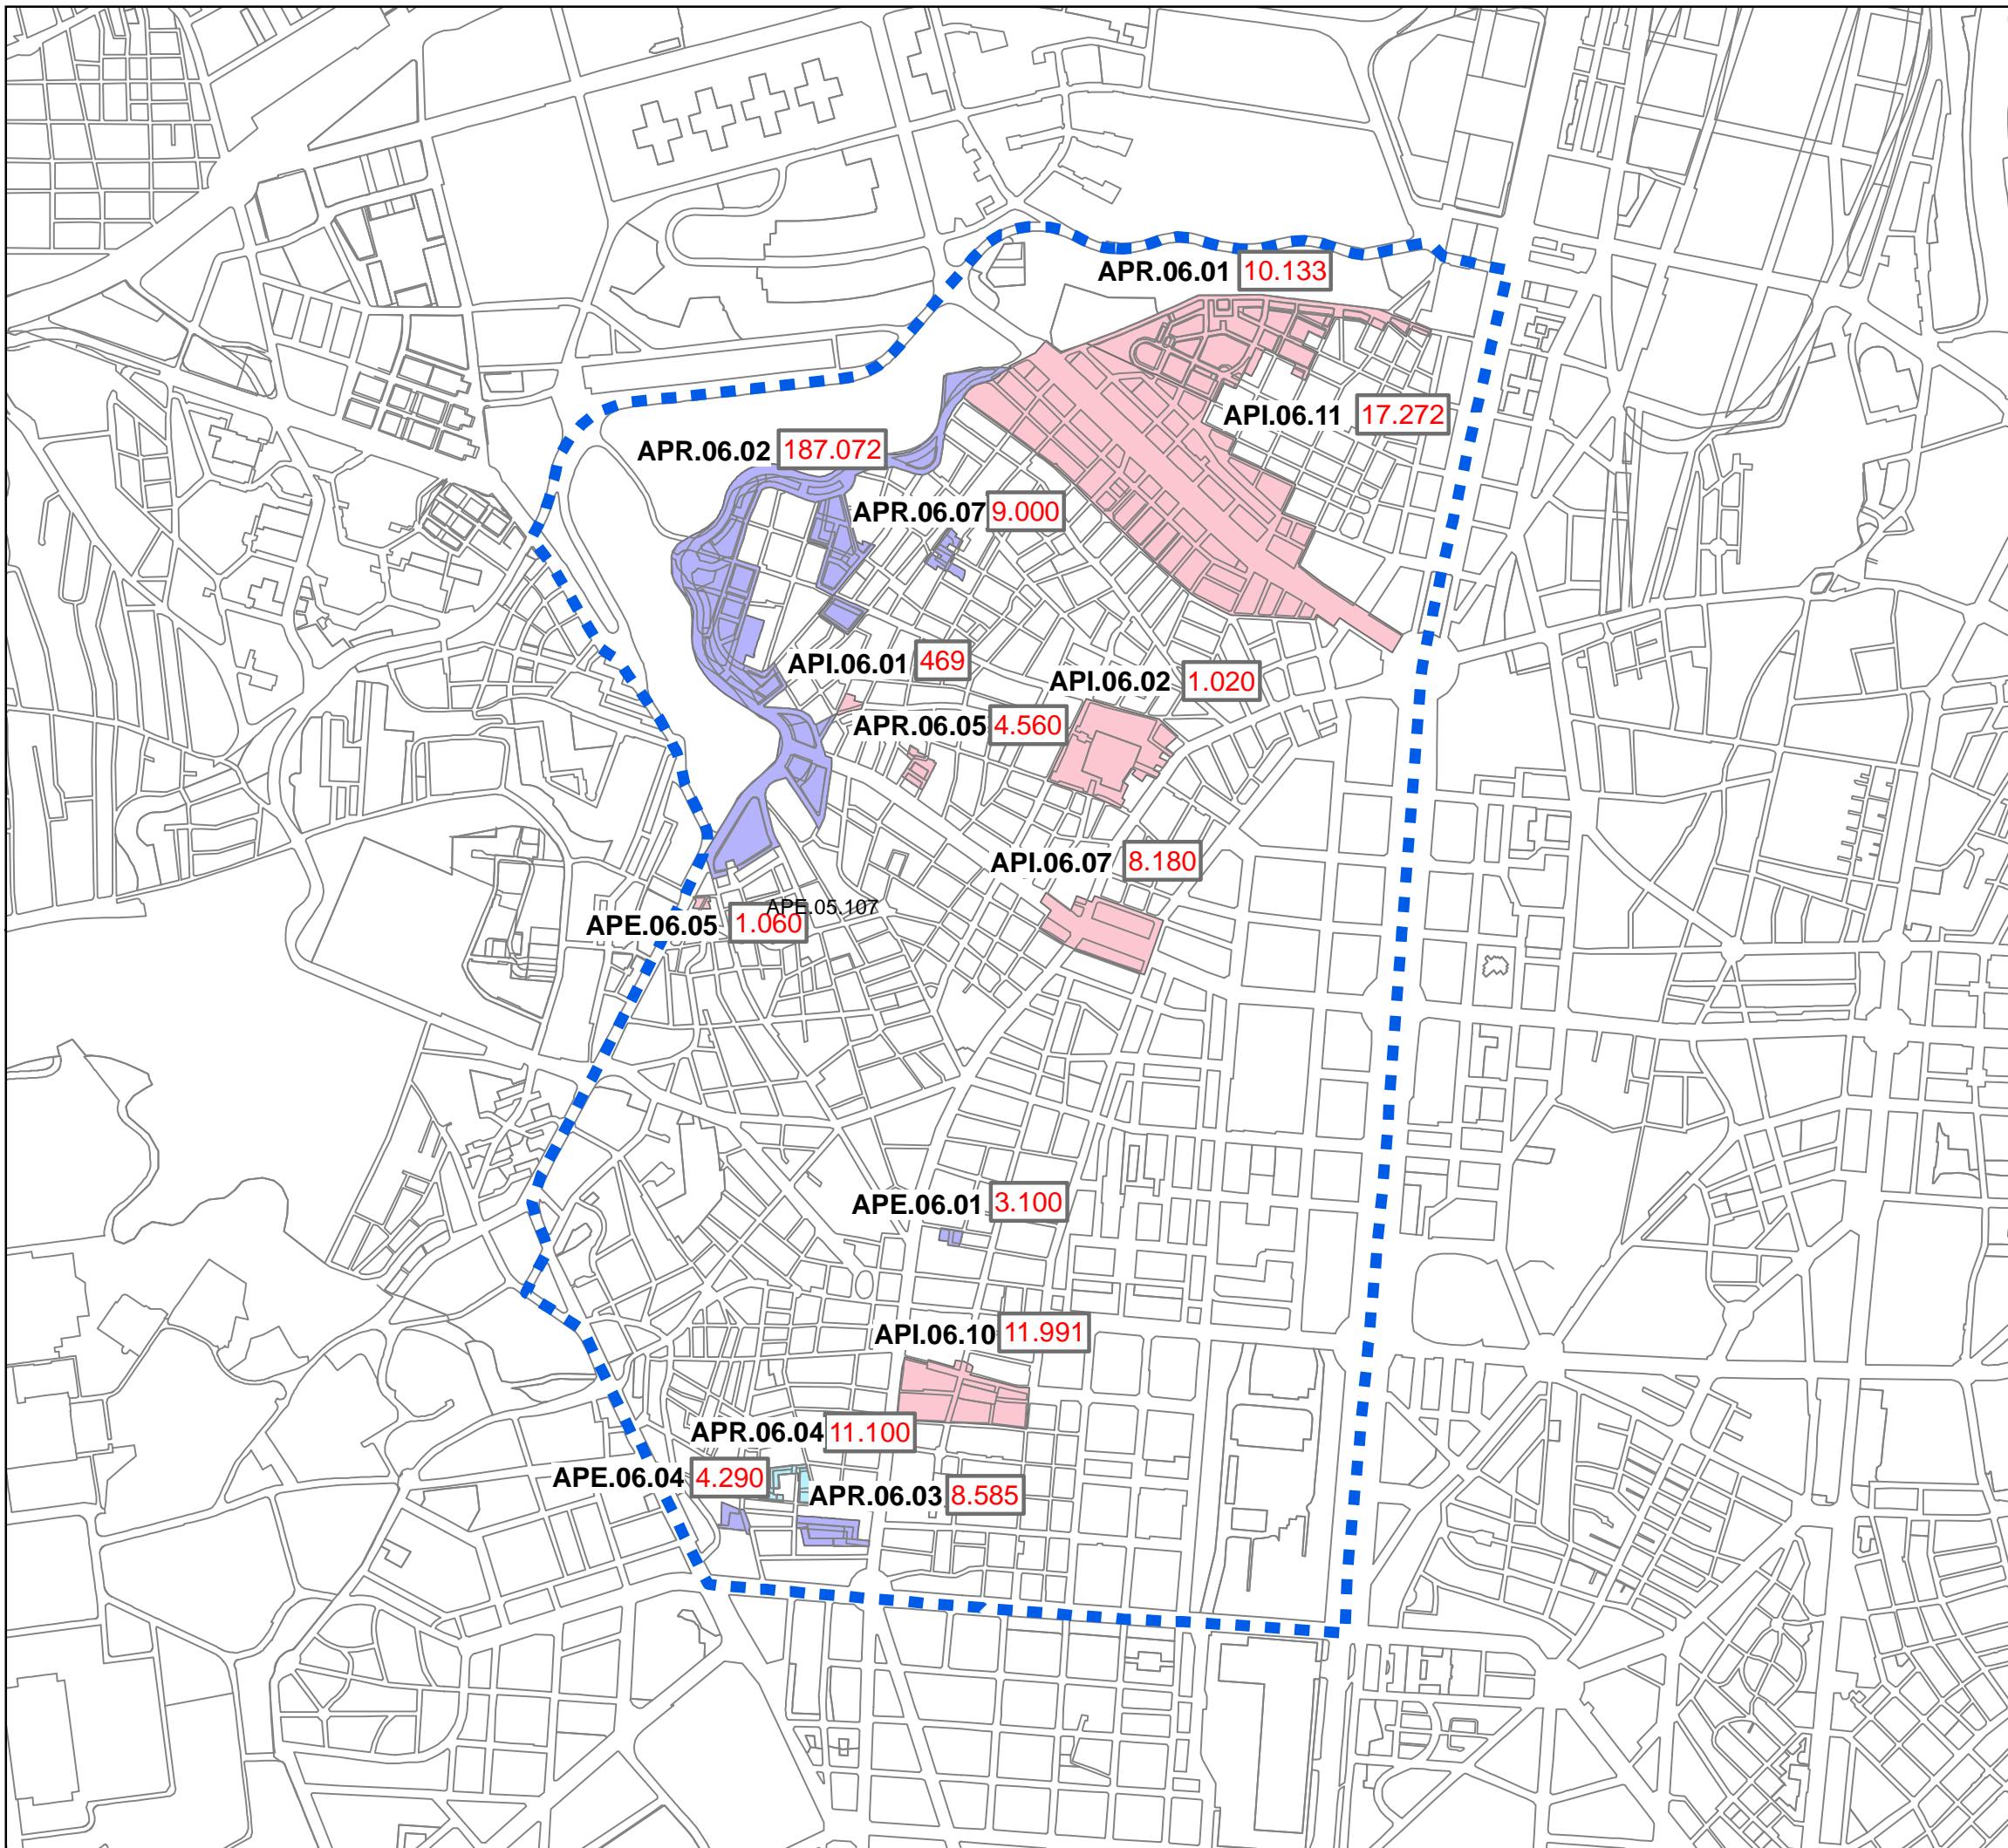 APR.06.01 10.133
API.06.11 17.272
APR.06.02 187.072
APR.06.07 9.000
API.06.01 469
API.06.02 1.020
APR.06.05 4.560
API.06.07 8.180
APE.05.107
APE.06.05 1.060
APE.06.01 3.100
API.06.10 11.991
APR.06.04 11.100
APE.06.04 4.290
APR.06.03 8.585